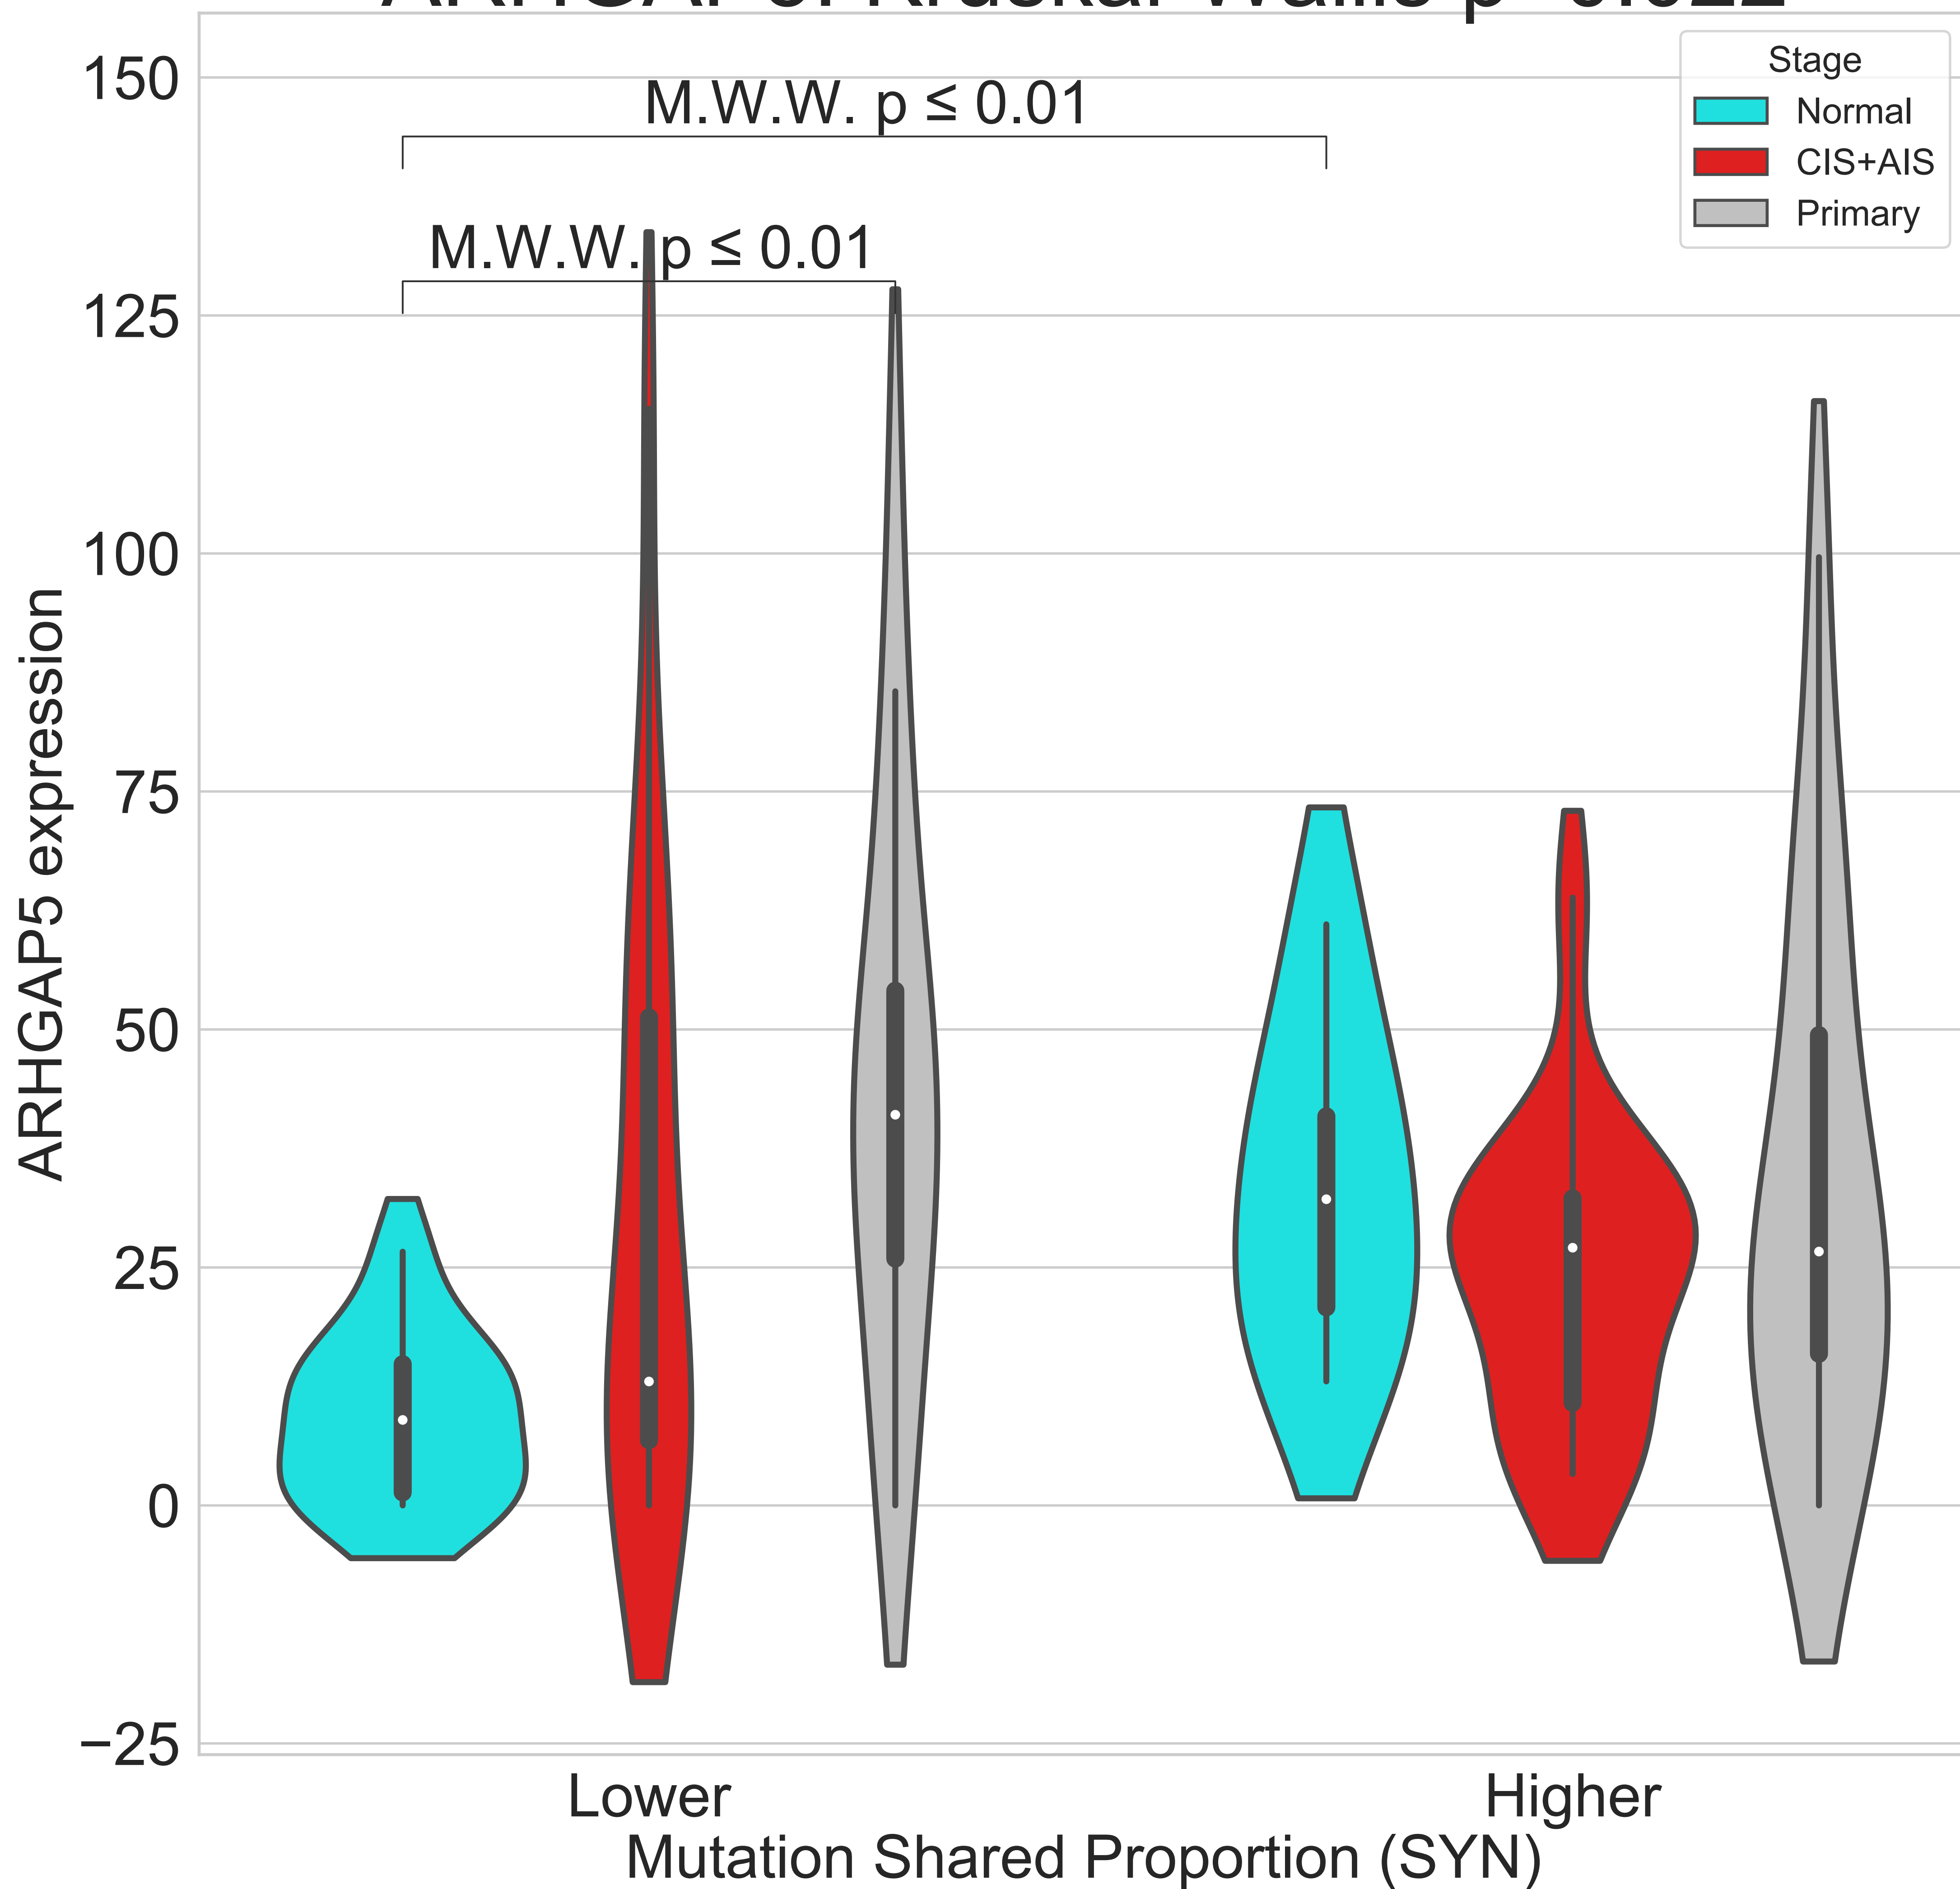 150
125
100
75
50
25
0
−25
ARHGAP5 expression
M.W.W. p ≤ 0.01
M.W.W. p ≤ 0.01
Stage
Normal
CIS+AIS
Primary
Lower
Higher
Mutation Shared Proportion (SYN)